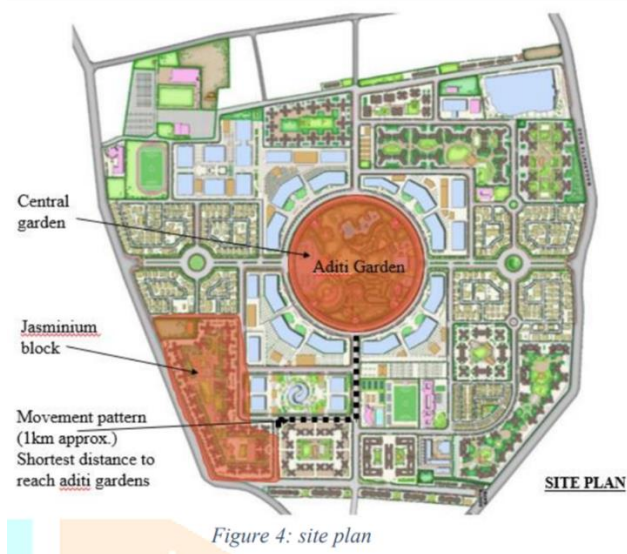 Central
garden
Aditi Garden
Jasminium
block
Movement pattern
(1km approx.)
Shortest distance to
reach aditi gardens
SITE PLAN
Figure 4: site plan